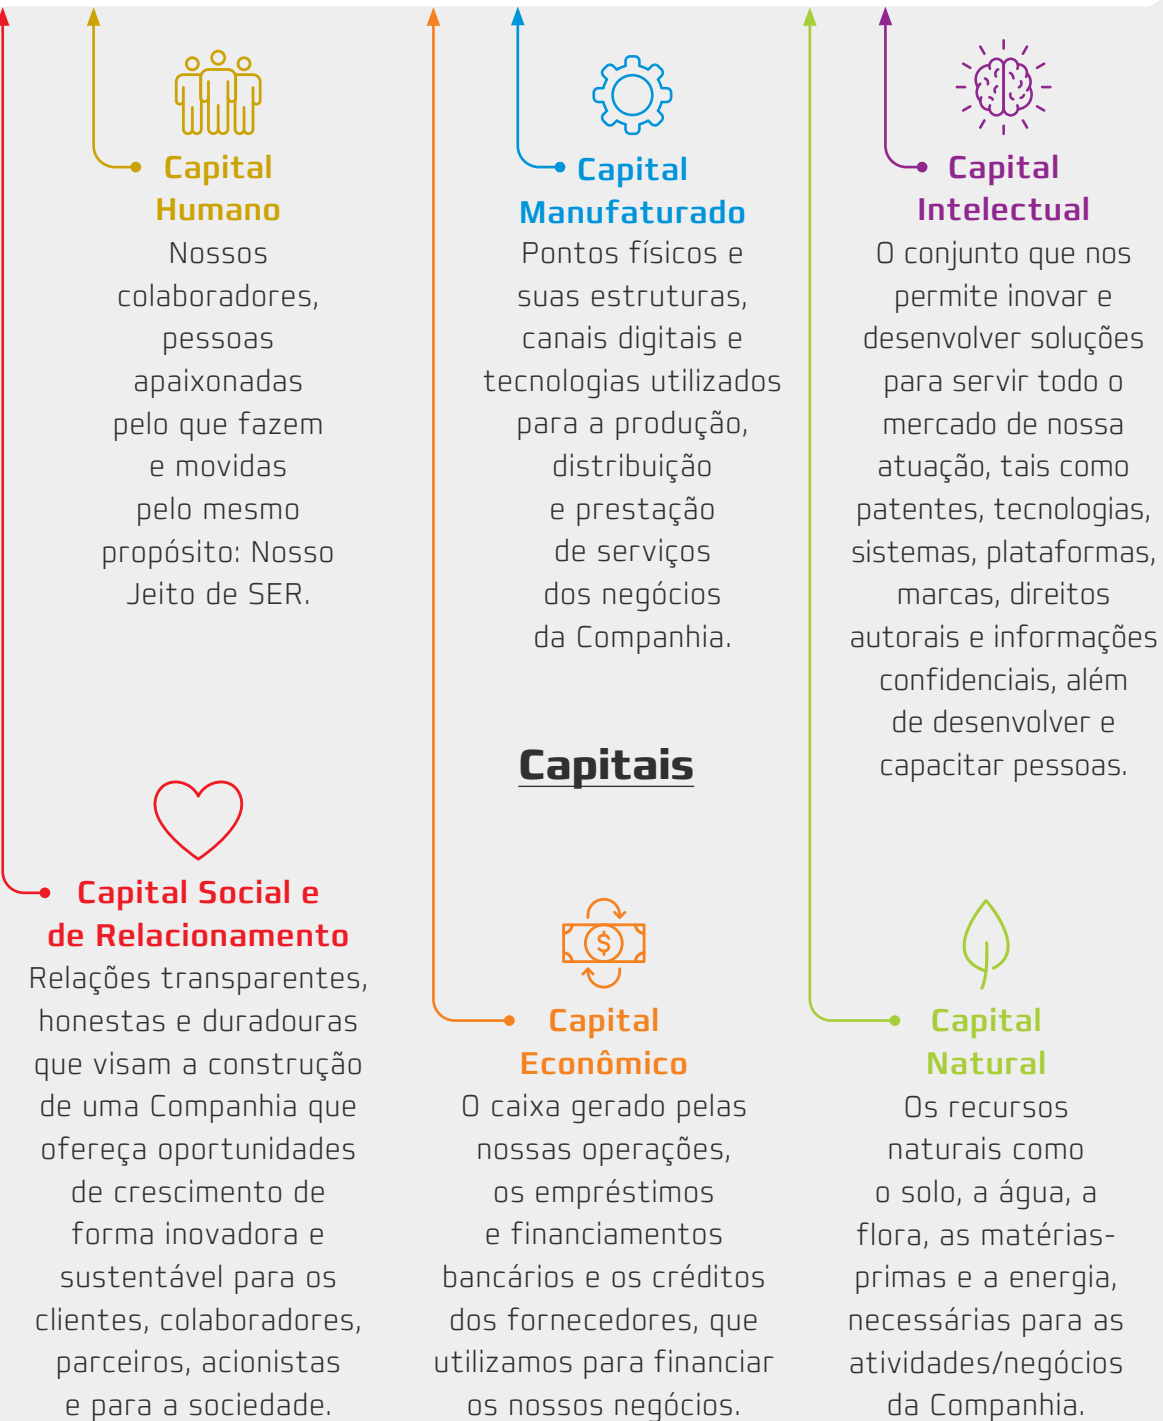 Capital
Humano
Nossos
colaboradores,
pessoas
apaixonadas
pelo que fazem
e movidas
pelo mesmo
propósito: Nosso
Jeito de SER.
Capital
Manufaturado
Pontos físicos e
suas estruturas,
canais digitais e
tecnologias utilizados
para a produção,
distribuição
e prestação
de serviços
dos negócios
da Companhia.
Capital
Intelectual
O conjunto que nos
permite inovar e
desenvolver soluções
para servir todo o
mercado de nossa
atuação, tais como
patentes, tecnologias,
sistemas, plataformas,
marcas, direitos
autorais e informações
confidenciais, além
de desenvolver e
capacitar pessoas.
Capitais
Capital Social e
de Relacionamento
Relações transparentes,
honestas e duradouras
que visam a construção
de uma Companhia que
ofereça oportunidades
de crescimento de
forma inovadora e
sustentável para os
clientes, colaboradores,
parceiros, acionistas
e para a sociedade.
$
Capital
Econômico
O caixa gerado pelas
nossas operações,
os empréstimos
e financiamentos
bancários e os créditos
dos fornecedores, que
utilizamos para financiar
os nossos negócios.
Capital
Natural
Os recursos
naturais como
o solo, a água, a
flora, as matérias-
primas e a energia,
necessárias para as
atividades/negócios
da Companhia.